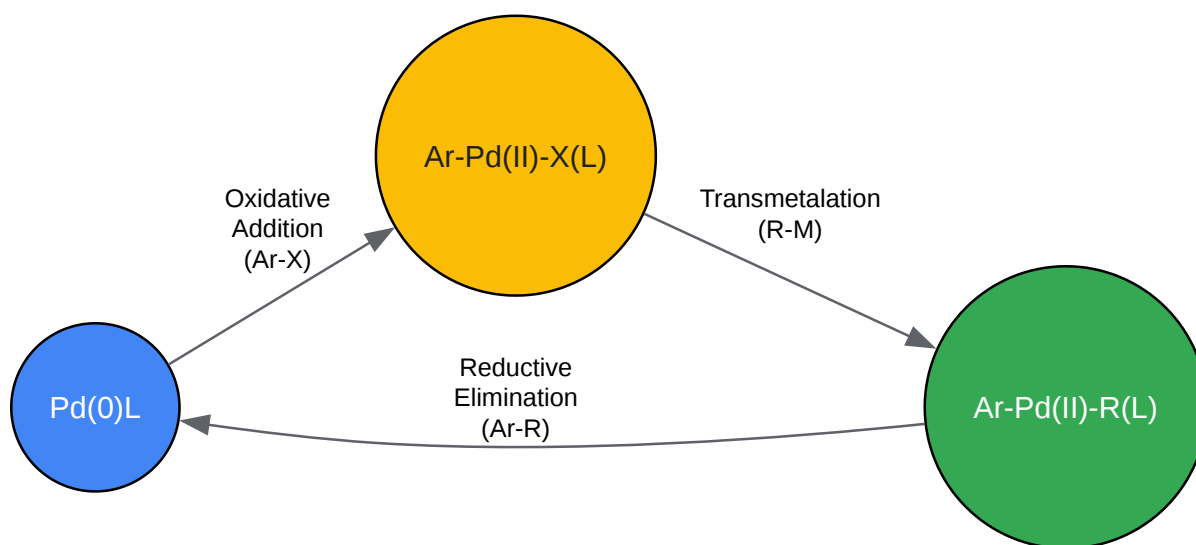 Ar-Pd(II)-X(L)
Oxidative
Addition
(Ar-X)
Transmetalation
(R-M)
Reductive
Elimination
(Ar-R)
Pd(0)L
Ar-Pd(II)-R(L)